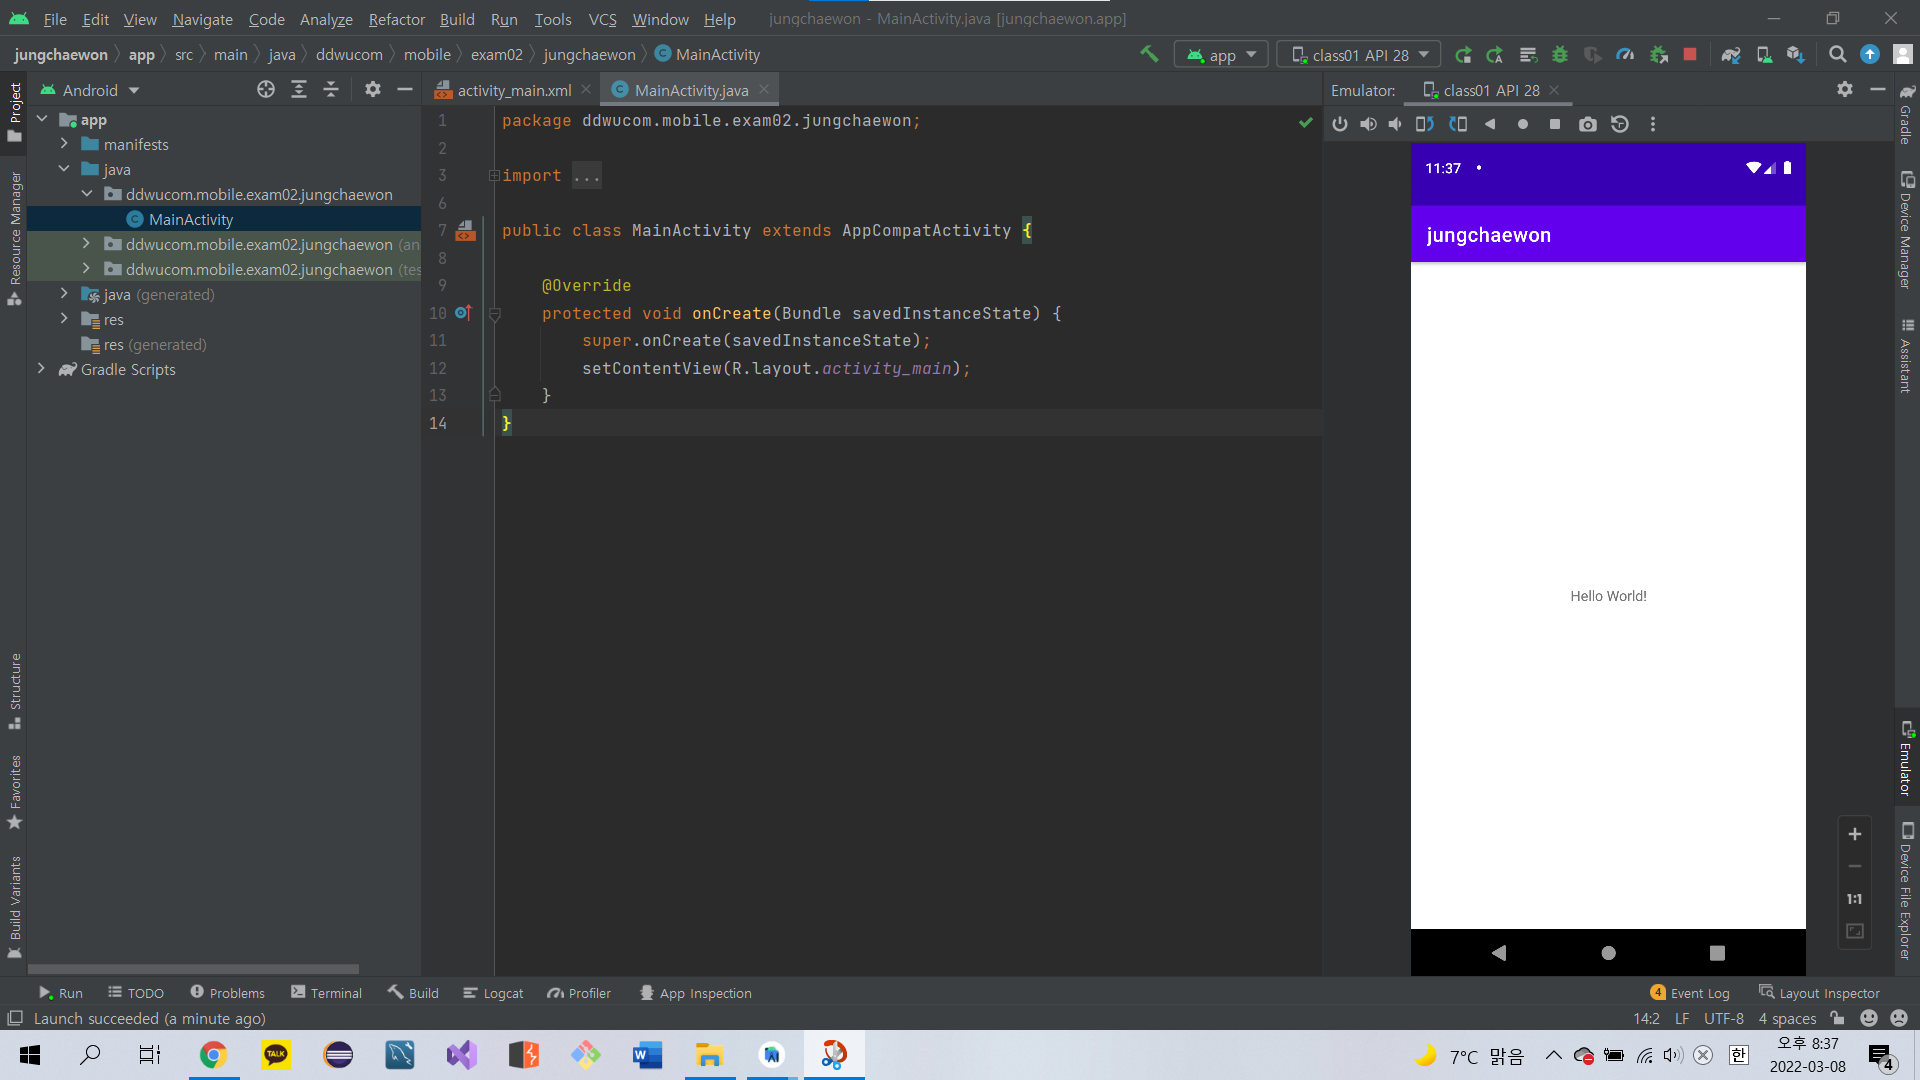 File Edit View Navigate Code Analyze Refactor Build Run Tools VCS Window Help jungchaewon - MainActivity.java [jungchaewon.app]
jungchaewon app src main java ddwucom mobile exam02 jungchaewon MainActivity app class01 API 28
Project
Resource Manager
Structure
Favorites
Build Variants
Android
app
manifests
java
ddwucom.mobile.exam02.jungchaewon
MainActivity
ddwucom.mobile.exam02.jungchaewon (an
ddwucom.mobile.exam02.jungchaewon (tes
java (generated)
res
res (generated)
Gradle Scripts
activity_main.xml MainActivity.java
1 package ddwucom.mobile.exam02.jungchaewon;
2
3 import ...
6
7 public class MainActivity extends AppCompatActivity {
8
9 @Override
10 protected void onCreate(Bundle savedInstanceState) {
11 super.onCreate(savedInstanceState);
12 setContentView(R.layout.activity_main);
13 }
14 }
Emulator: class01 API 28
11:37
jungchaewon
Hello World!
1:1
Gradle
Device Manager
Assistant
Emulator
Device File Explorer
Run TODO Problems Terminal Build Logcat Profiler App Inspection 4 Event Log Layout Inspector
Launch succeeded (a minute ago) 14:2 LF UTF-8 4 spaces
TALK
7°C 맑음 한 오후 8:37
2022-03-08 4